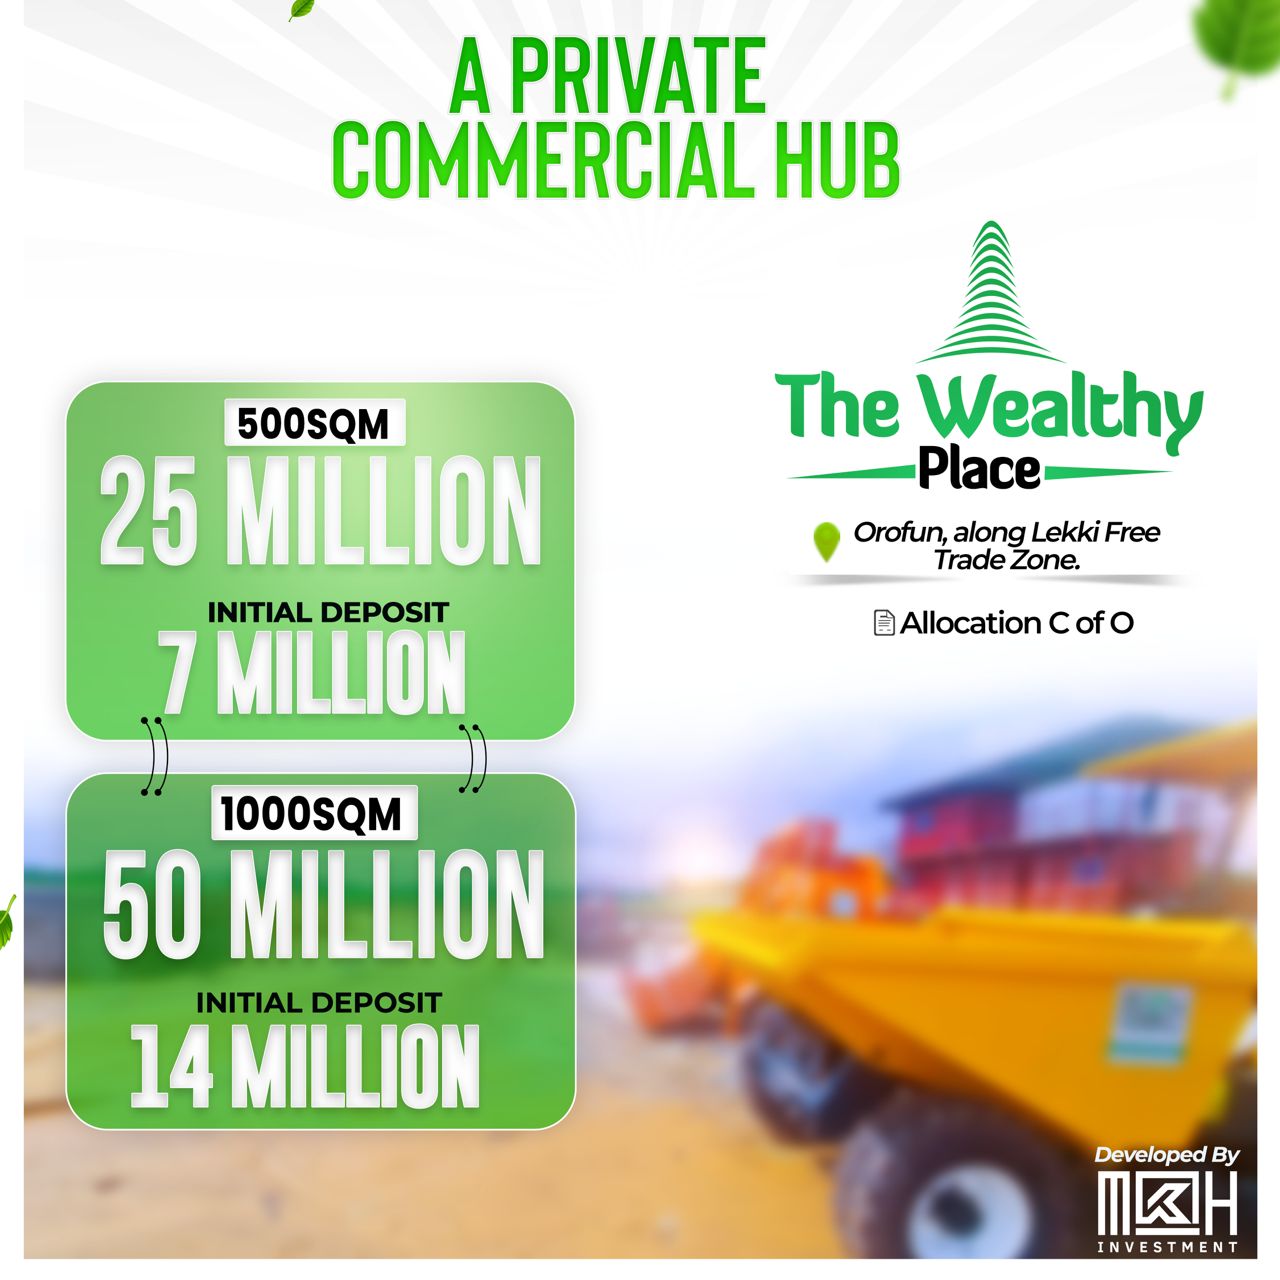 A PRIVATE
COMMERCIAL HUB
The Wealthy
Place
Orofun, along Lekki Free
Trade Zone.
Allocation C of O
500SQM
25 MILLION
INITIAL DEPOSIT
7 MILLION
1000SQM
50 MILLION
INITIAL DEPOSIT
14 MILLION
Developed By
MKH
INVESTMENT